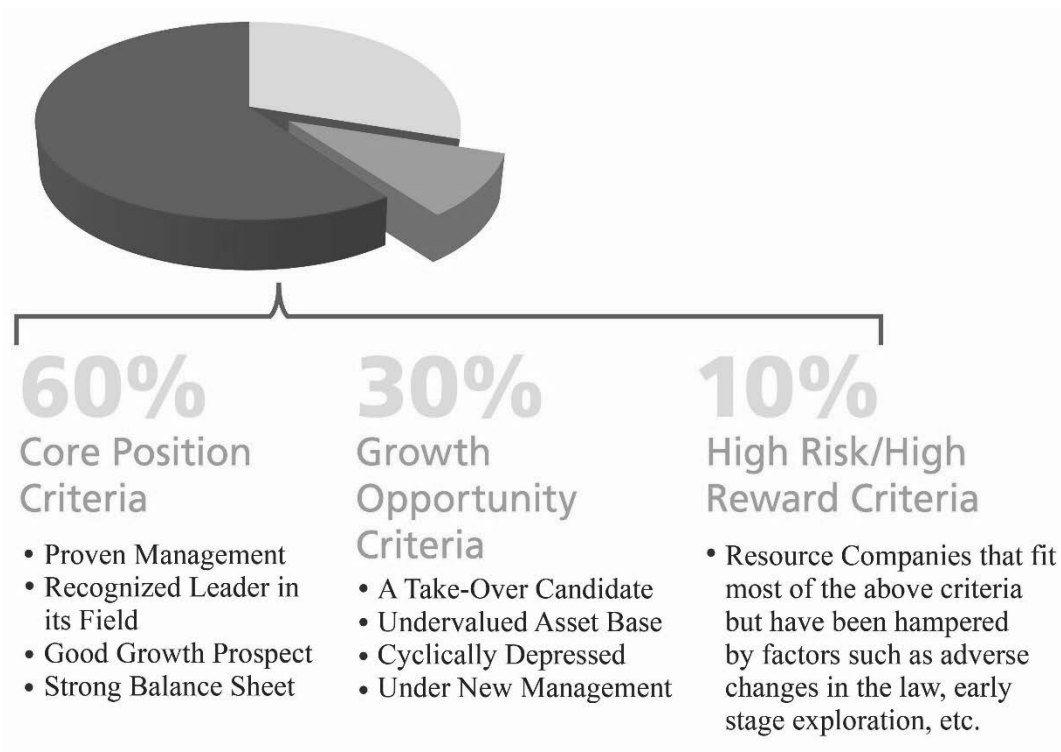 60%
Core Position
Criteria
• Proven Management
• Recognized Leader in
its Field
• Good Growth Prospect
• Strong Balance Sheet
30%
Growth
Opportunity
Criteria
• A Take-Over Candidate
• Undervalued Asset Base
• Cyclically Depressed
• Under New Management
10%
High Risk/High
Reward Criteria
• Resource Companies that fit
most of the above criteria
but have been hampered
by factors such as adverse
changes in the law, early
stage exploration, etc.